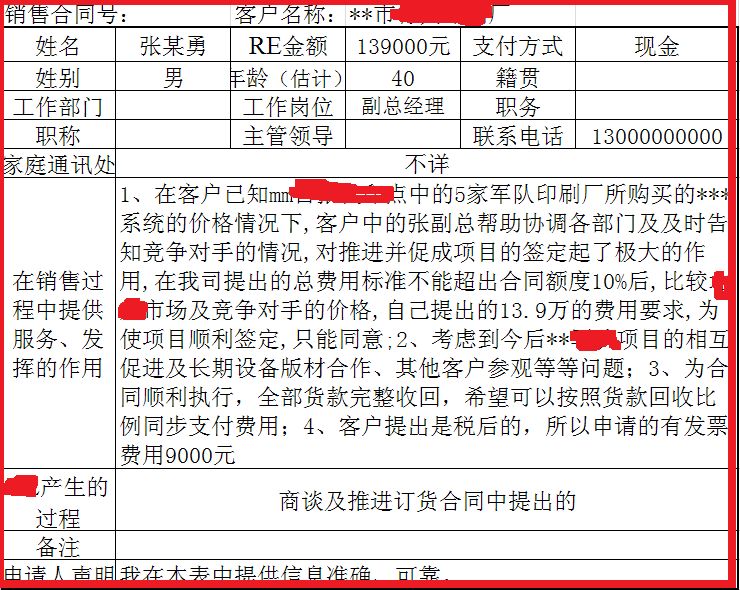 销售合同号: 客户名称: **市 厂
姓名 张某勇 RE金额 139000元 支付方式 现金
姓别 男 年龄（估计） 40 籍贯
工作部门 工作岗位 副总经理 职务
职称 主管领导 联系电话 13000000000
家庭通讯处 不详
在销售过
程中提供
服务、发
挥的作用
1、在客户已知mm 点中的5家军队印刷厂所购买的***
系统的价格情况下,客户中的张副总帮助协调各部门及及时告
知竞争对手的情况,对推进并促成项目的签定起了极大的作
用,在我司提出的总费用标准不能超出合同额度10%后,比较
市场及竞争对手的价格,自己提出的13.9万的费用要求,为
使项目顺利签定,只能同意;2、考虑到今后** 项目的相互
促进及长期设备版材合作、其他客户参观等等问题；3、为合
同顺利执行，全部货款完整收回，希望可以按照货款回收比
例同步支付费用；4、客户提出是税后的，所以申请的有发票
费用9000元
产生的
过程
商谈及推进订货合同中提出的
备注
申请人声明 我在本表中提供信息准确、可靠。